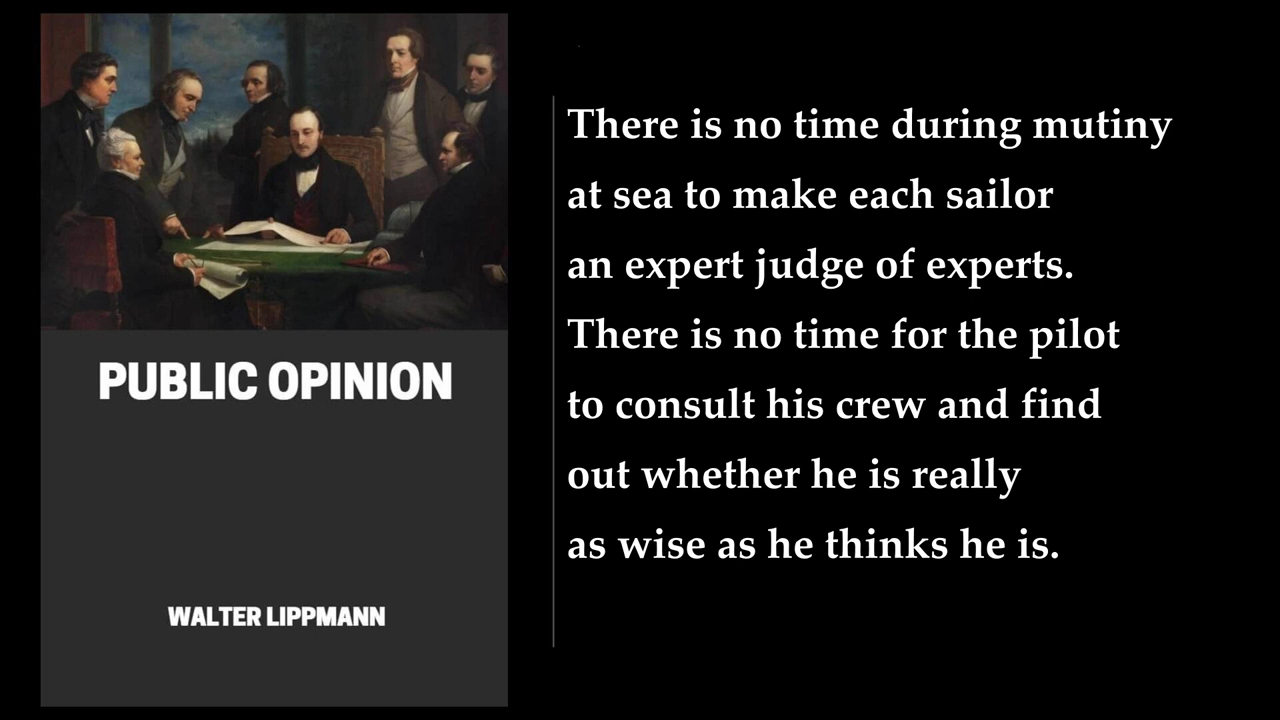 PUBLIC OPINION
WALTER LIPPMANN
There is no time during mutiny
at sea to make each sailor
an expert judge of experts.
There is no time for the pilot
to consult his crew and find
out whether he is really
as wise as he thinks he is.